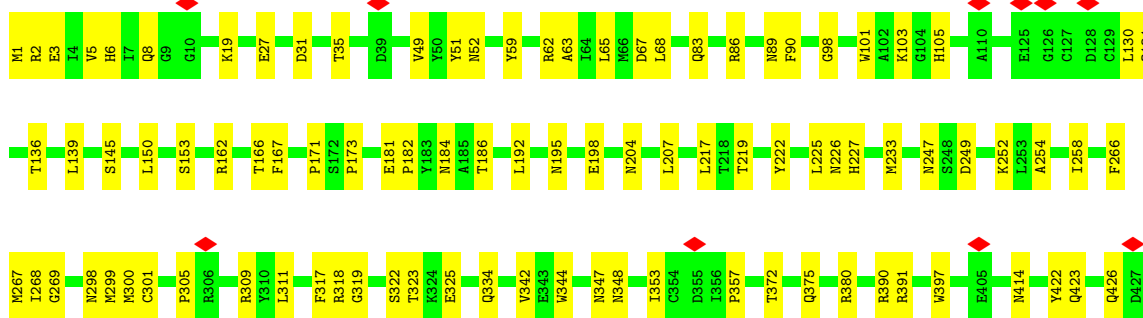 M1 R2 E3 I4 V5 H6 I7 Q8 G9 G10 K19 E27 D31 T35 D39 V49 Y50 Y51 N52 Y59 R62 A63 I64 L65 M66 D67 L68 Q83 R86 N89 F90 G98 W101 A102 K103 G104 H105 A110 E125 G126 C127 D128 C129 L130
T136 L139 S145 L150 S153 R162 T166 F167 P171 S172 P173 E181 P182 Y183 N184 A185 T186 L192 N195 E198 N204 L207 L217 T218 T219 Y222 L225 N226 H227 M233 N247 S248 D249 K252 L253 A254 I258 F266
M267 I268 G269 N298 M299 M300 C301 P305 R306 R309 Y310 L311 F317 R318 G319 S322 T323 K324 E325 Q334 V342 E343 W344 N347 N348 I353 C354 D355 I356 P357 T372 Q375 R380 R390 R391 W397 E405 N414 Y422 Q423 Q426 D427